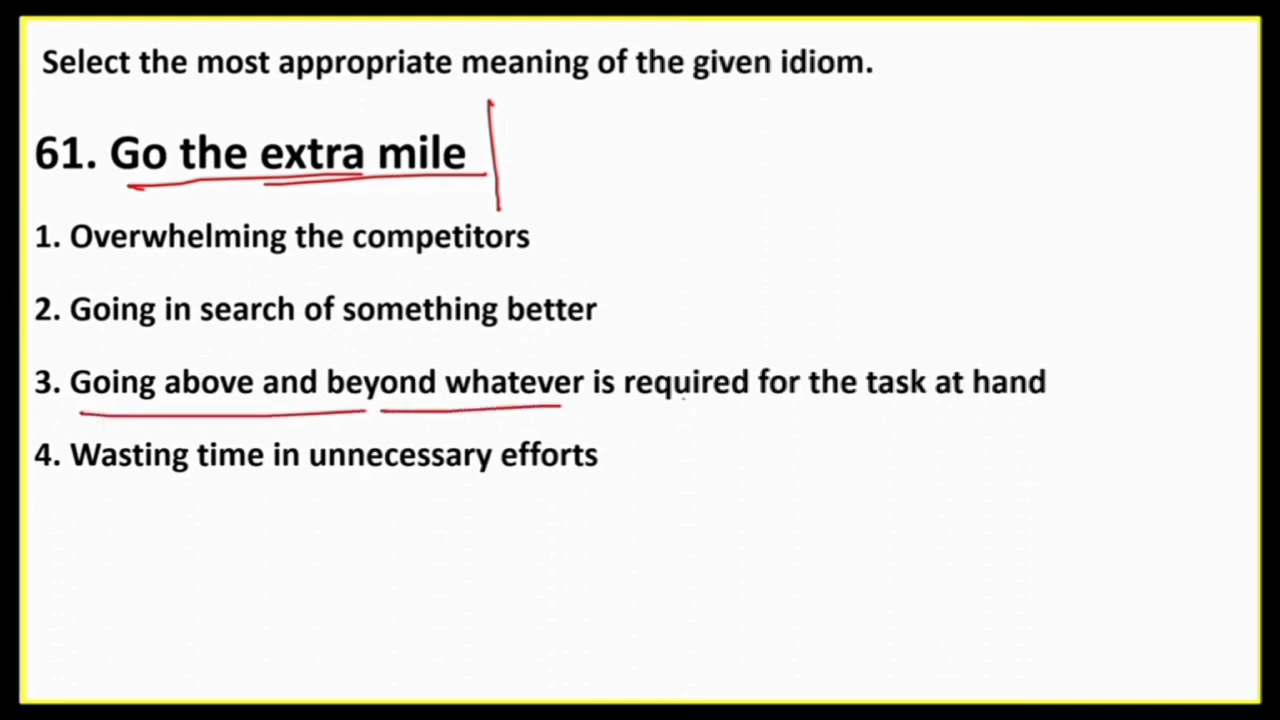 Select the most appropriate meaning of the given idiom.
61. Go the extra mile
1. Overwhelming the competitors
2. Going in search of something better
3. Going above and beyond whatever is required for the task at hand
4. Wasting time in unnecessary efforts